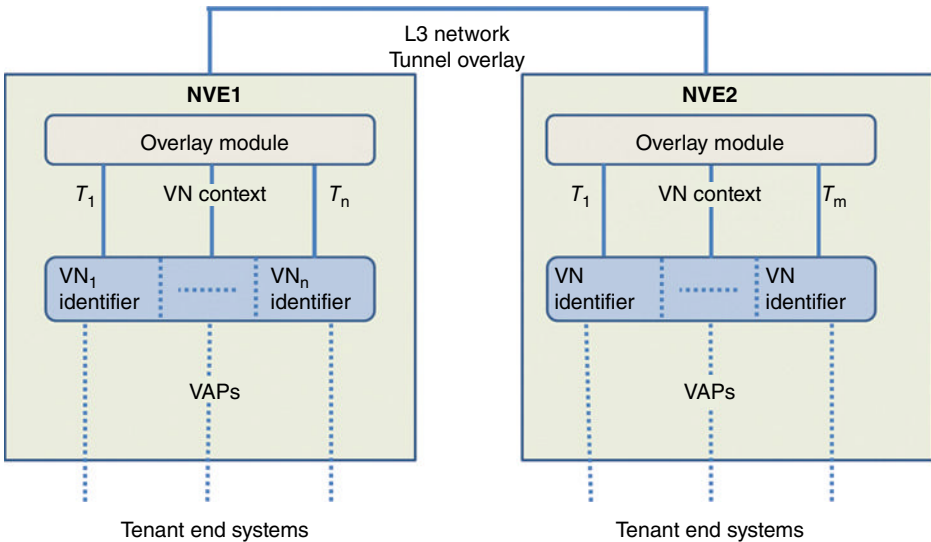 L3 network
Tunnel overlay
NVE1
Overlay module
T₁ VN context Tₙ
VN₁ identifier
VNₙ identifier
VAPs
Tenant end systems
NVE2
Overlay module
T₁ VN context Tₘ
VN identifier
VN identifier
VAPs
Tenant end systems